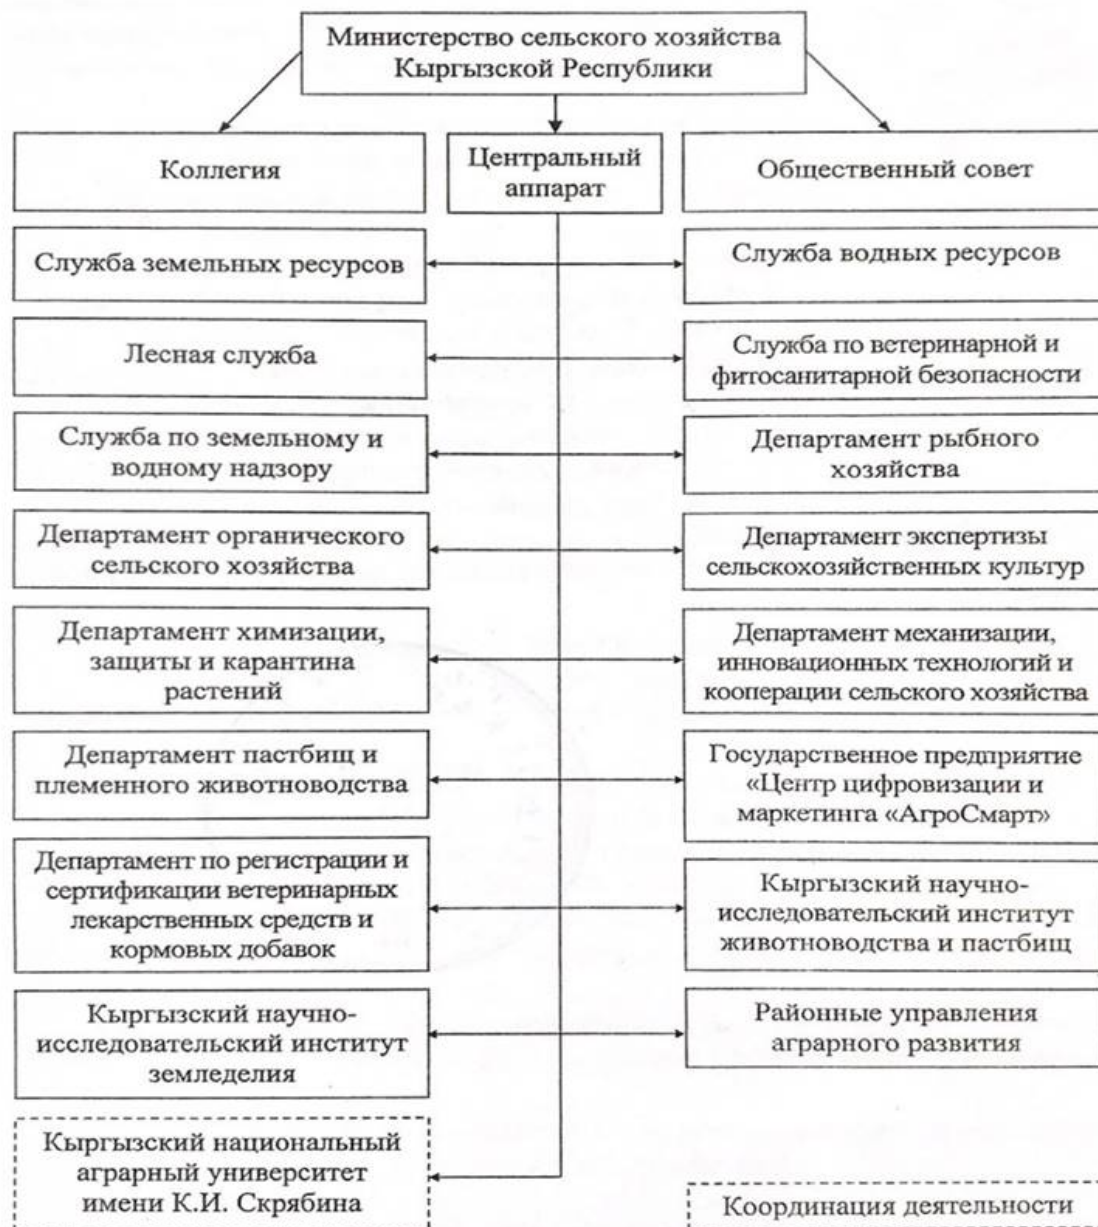 Министерство сельского хозяйства
Кыргызской Республики
Коллегия
Центральный
аппарат
Общественный совет
Служба земельных ресурсов
Служба водных ресурсов
Лесная служба
Служба по ветеринарной и
фитосанитарной безопасности
Служба по земельному и
водному надзору
Департамент рыбного
хозяйства
Департамент органического
сельского хозяйства
Департамент экспертизы
сельскохозяйственных культур
Департамент химизации,
защиты и карантина
растений
Департамент механизации,
инновационных технологий и
кооперации сельского хозяйства
Департамент пастбищ и
племенного животноводства
Государственное предприятие
«Центр цифровизации и
маркетинга «АгроСмарт»
Департамент по регистрации и
сертификации ветеринарных
лекарственных средств и
кормовых добавок
Кыргызский научно-
исследовательский институт
животноводства и пастбищ
Кыргызский научно-
исследовательский институт
земледелия
Районные управления
аграрного развития
Кыргызский национальный
аграрный университет
имени К.И. Скрябина
Координация деятельности